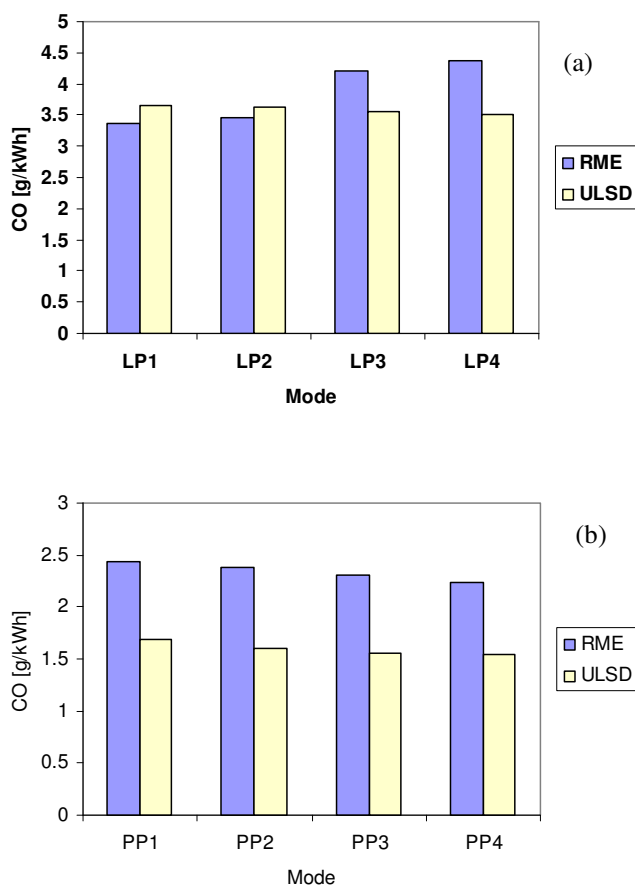 (a)
CO [g/kWh]
5
4.5
4
3.5
3
2.5
2
1.5
1
0.5
0
LP1 LP2 LP3 LP4
Mode
RME
ULSD
(b)
CO [g/kWh]
3
2.5
2
1.5
1
0.5
0
PP1 PP2 PP3 PP4
Mode
RME
ULSD